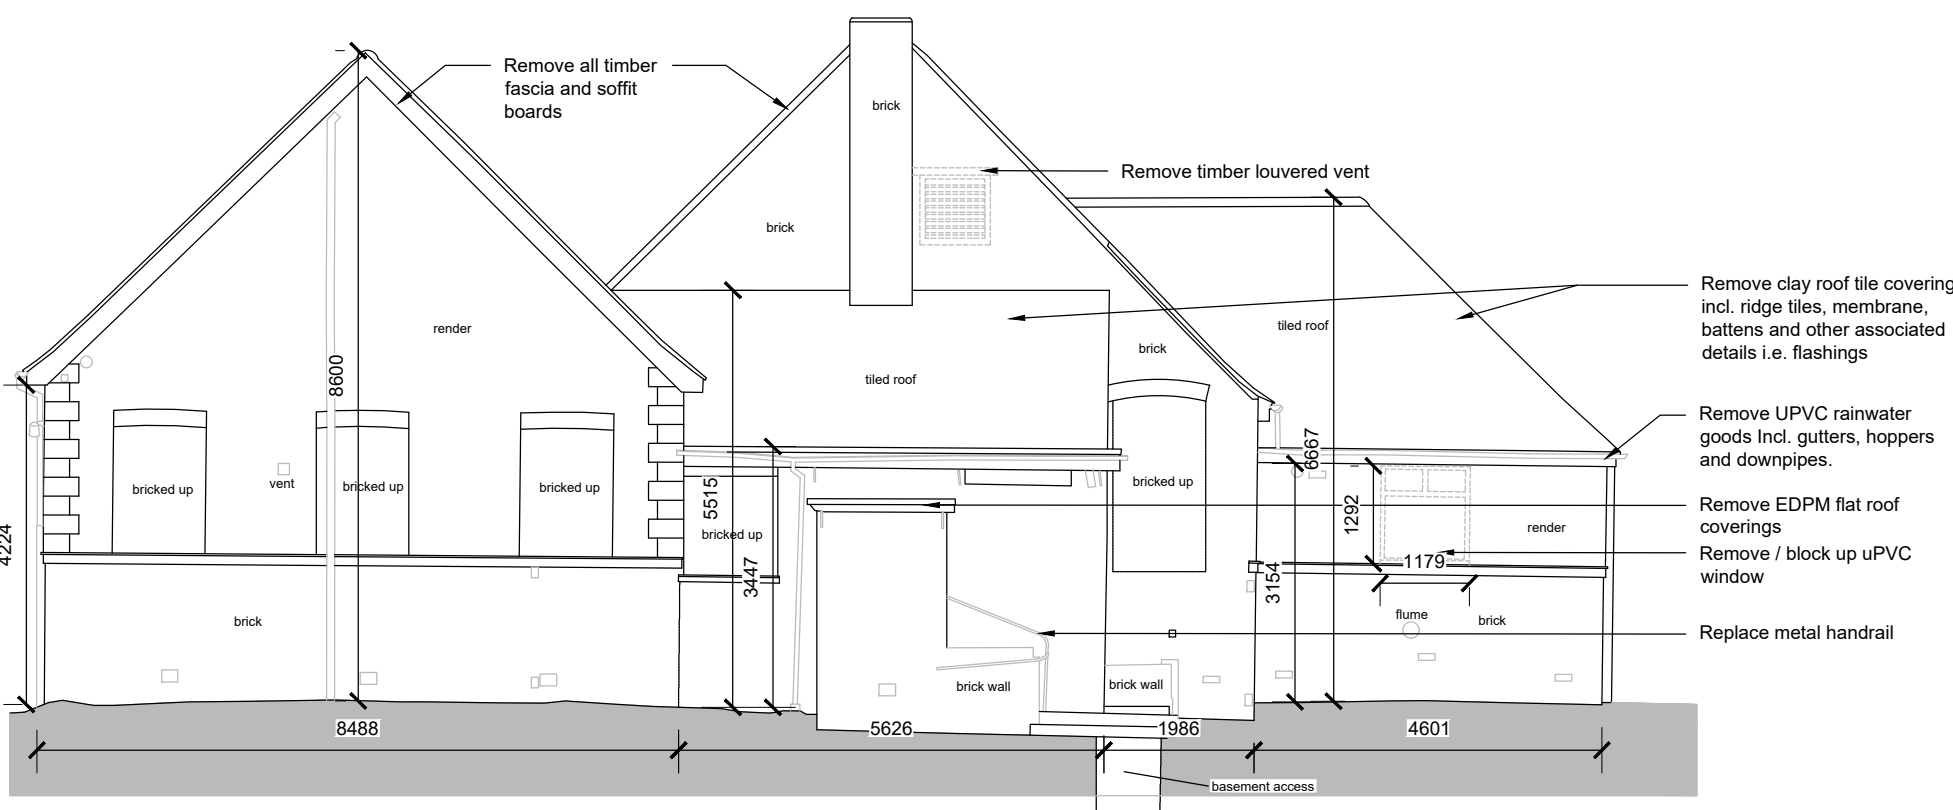 Remove all timber
fascia and soffit
boards
brick
Remove timber louvered vent
brick
Remove clay roof tile covering
incl. ridge tiles, membrane,
battens and other associated
details i.e. flashings
render
tiled roof
brick
8600
tiled roof
Remove UPVC rainwater
goods Incl. gutters, hoppers
and downpipes.
6667
bricked up
vent
bricked up
bricked up
5515
bricked up
bricked up
1292
render
Remove EDPM flat roof
coverings
4224
3447
3154
1179
Remove / block up uPVC
window
brick
flume
brick
Replace metal handrail
brick wall
brick wall
8488
5626
1986
4601
basement access